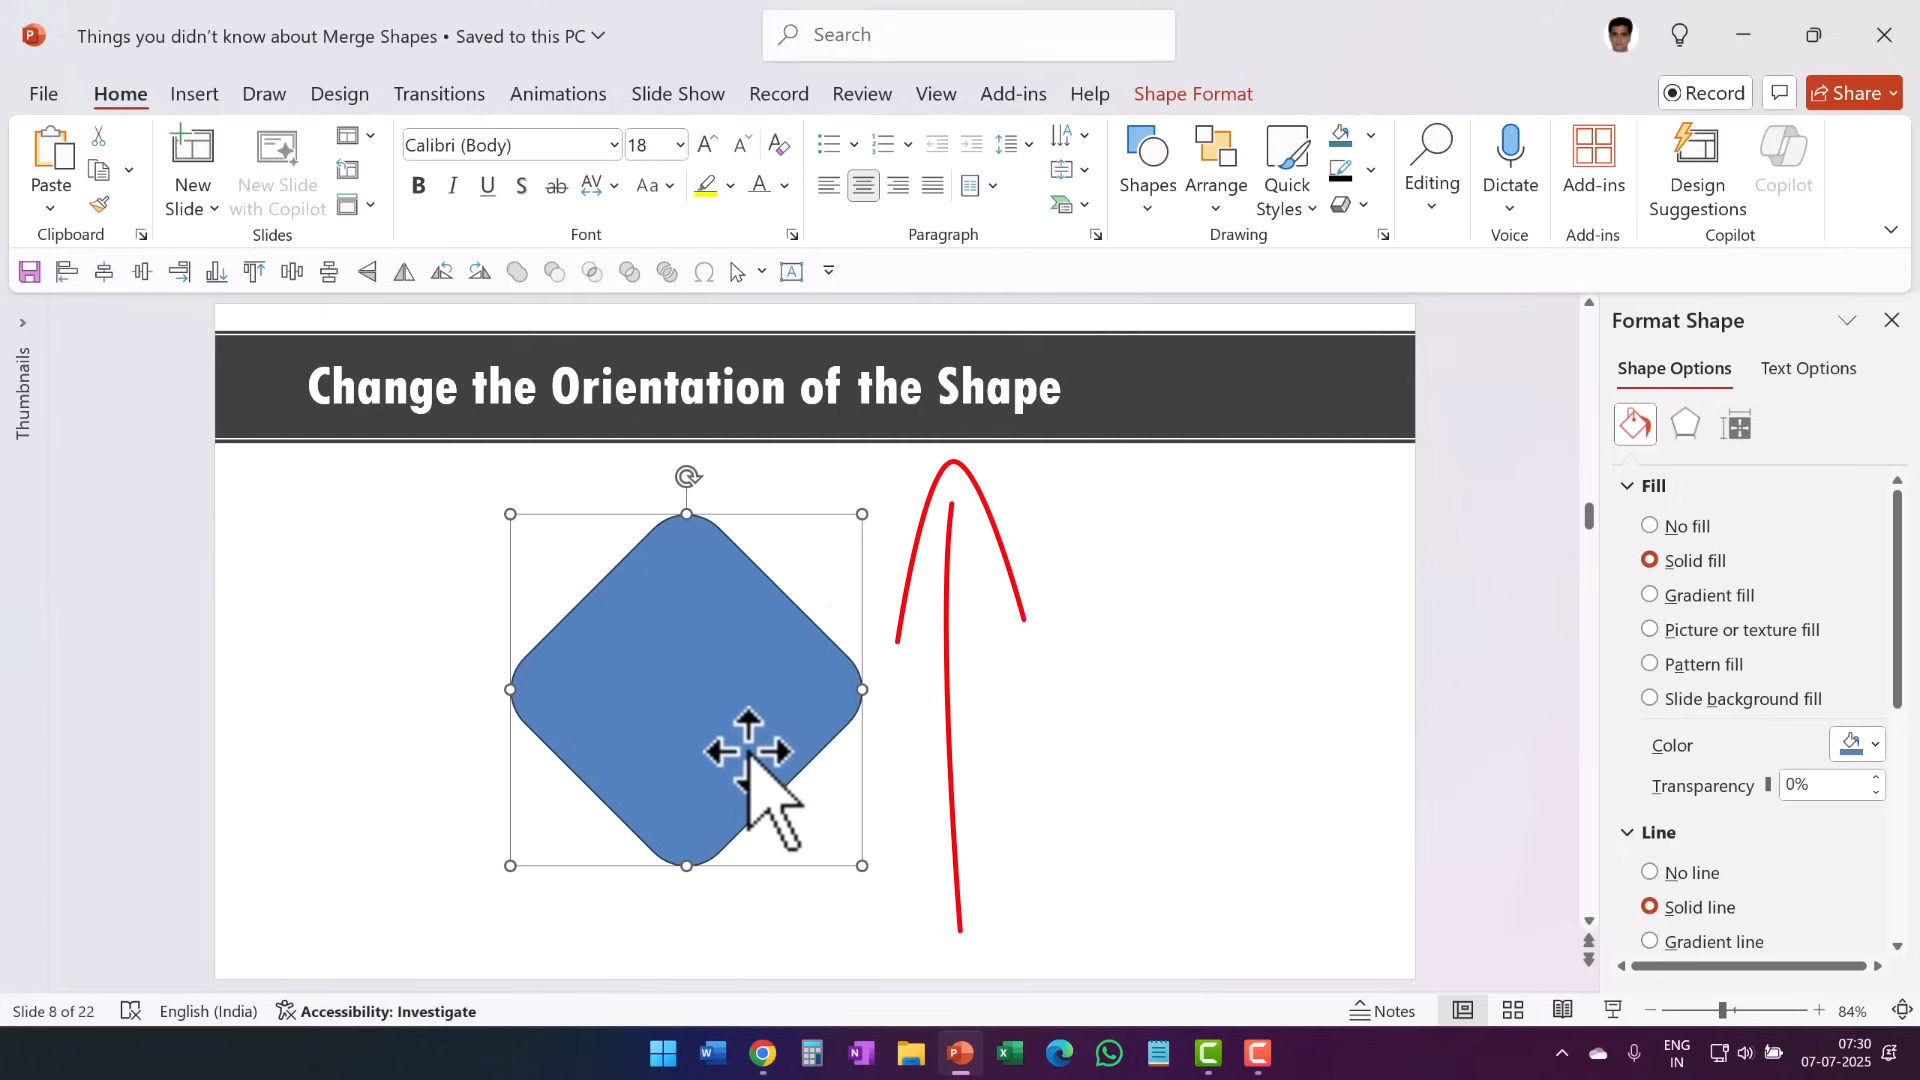 Things you didn't know about Merge Shapes • Saved to this PC
Search
File
Home
Insert
Draw
Design
Transitions
Animations
Slide Show
Record
Review
View
Add-ins
Help
Shape Format
Record
Share
Paste
Clipboard
New
Slide
New Slide
with Copilot
Slides
Calibri (Body)
18
Font
Paragraph
Shapes
Arrange
Quick
Styles
Drawing
Editing
Dictate
Voice
Add-ins
Add-ins
Design
Suggestions
Copilot
Copilot
Thumbnails
Change the Orientation of the Shape
Format Shape
Shape Options
Text Options
Fill
No fill
Solid fill
Gradient fill
Picture or texture fill
Pattern fill
Slide background fill
Color
Transparency
0%
Line
No line
Solid line
Gradient line
Slide 8 of 22
English (India)
Accessibility: Investigate
Notes
84%
ENG
IN
07:30
07-07-2025